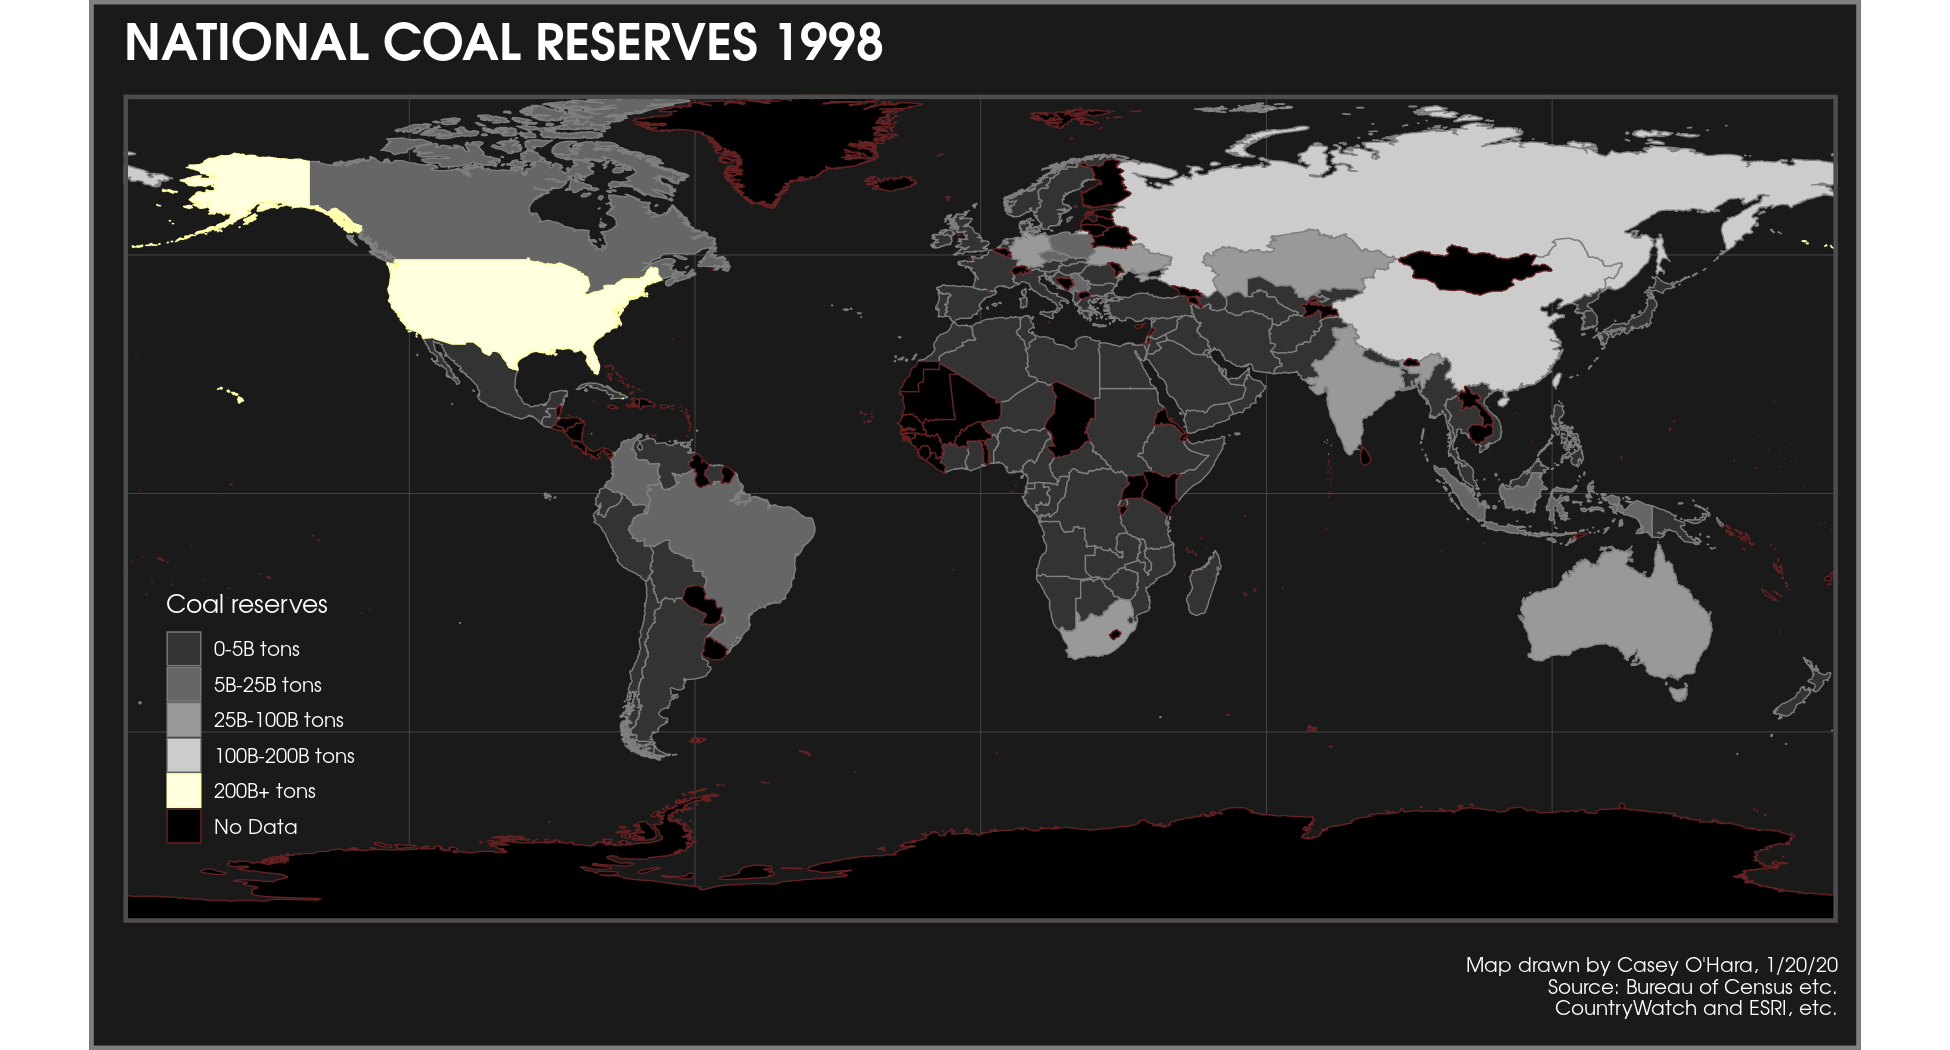 NATIONAL COAL RESERVES 1998
Coal reserves
0-5B tons
5B-25B tons
25B-100B tons
100B-200B tons
200B+ tons
No Data
Map drawn by Casey O'Hara, 1/20/20
Source: Bureau of Census etc.
CountryWatch and ESRI, etc.